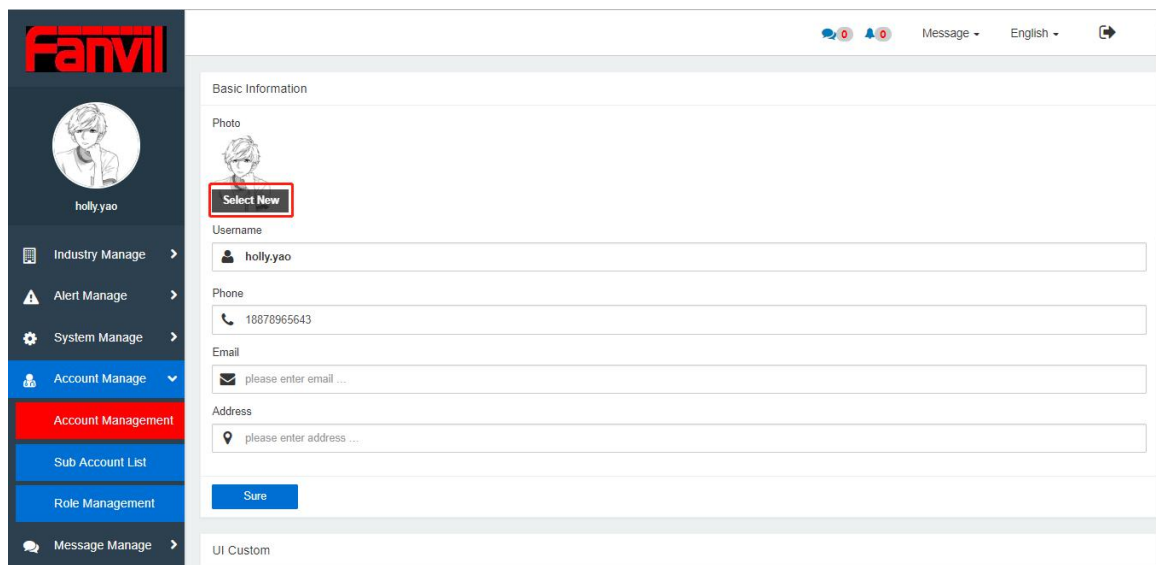 Fanvil
0 0 Message English
holly.yao
Industry Manage
Alert Manage
System Manage
Account Manage
Account Management
Sub Account List
Role Management
Message Manage
Basic Information
Photo
Select New
Username
holly.yao
Phone
18878965643
Email
please enter email ...
Address
please enter address ...
Sure
UI Custom